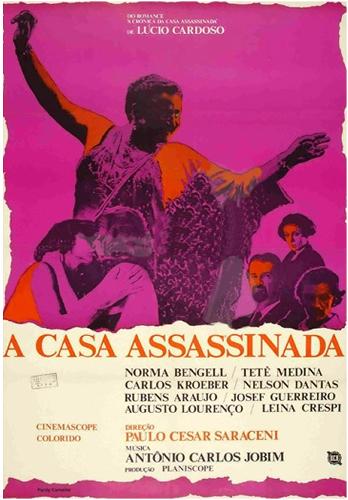 DO ROMANCE
"A CRÔNICA DA CASA ASSASSINADA"
DE LÚCIO CARDOSO
A CASA ASSASSINADA
NORMA BENGELL / TETÊ MEDINA
CARLOS KROEBER / NELSON DANTAS
RUBENS ARAUJO / JOSEF GUERREIRO
AUGUSTO LOURENÇO / LEINA CRESPI
CINEMASCOPE
COLORIDO
DIREÇÃO
PAULO CESAR SARACENI
MÚSICA
ANTÔNIO CARLOS JOBIM
PRODUÇÃO PLANISCOPE